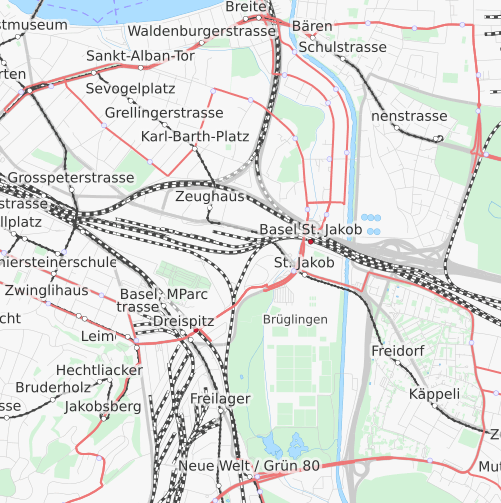 Breite
stmuseum
Waldenburgerstrasse
Bären
Schulstrasse
Sankt-Alban-Tor
rten
Sevogelplatz
Grellingerstrasse
nenstrasse
Karl-Barth-Platz
Grosspeterstrasse
Zeughaus
strasse
llplatz
Basel St. Jakob
niersteinerschule
St. Jakob
Zwinglihaus
Basel, MParc
trasse
cht
Dreispitz
Brüglingen
Leim
Freidorf
Hechtliacker
Bruderholz
Käppeli
sse
Jakobsberg
Freilager
Zu
Neue Welt / Grün 80
Mut